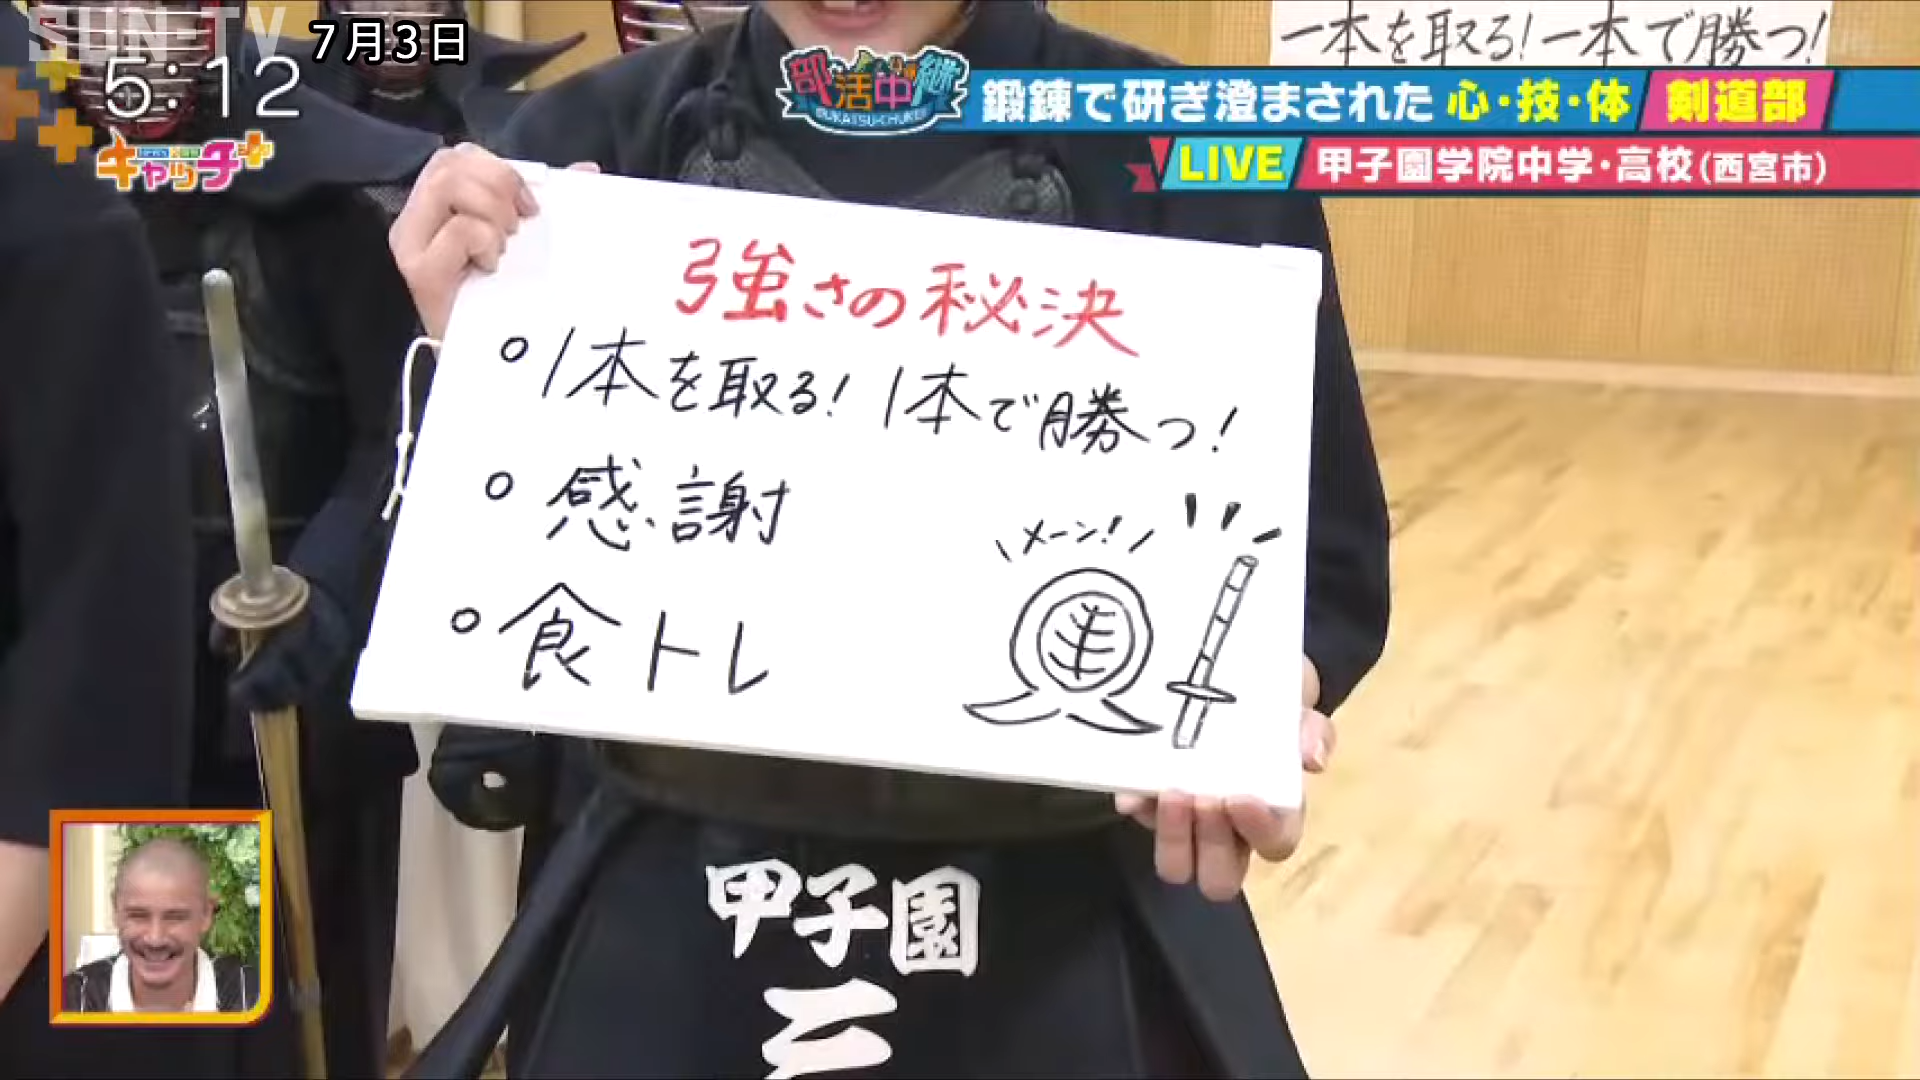 SUN-TV
7月3日
5:12
キャッチ+
一本を取る!一本で勝つ!
部活中継
BUKATSU-CHUKEI
鍛錬で研ぎ澄まされた 心・技・体 剣道部
LIVE 甲子園学院中学・高校(西宮市)
強さの秘決
1本を取る! 1本で勝つ!
感謝
食トレ
\メーン!/
甲子園